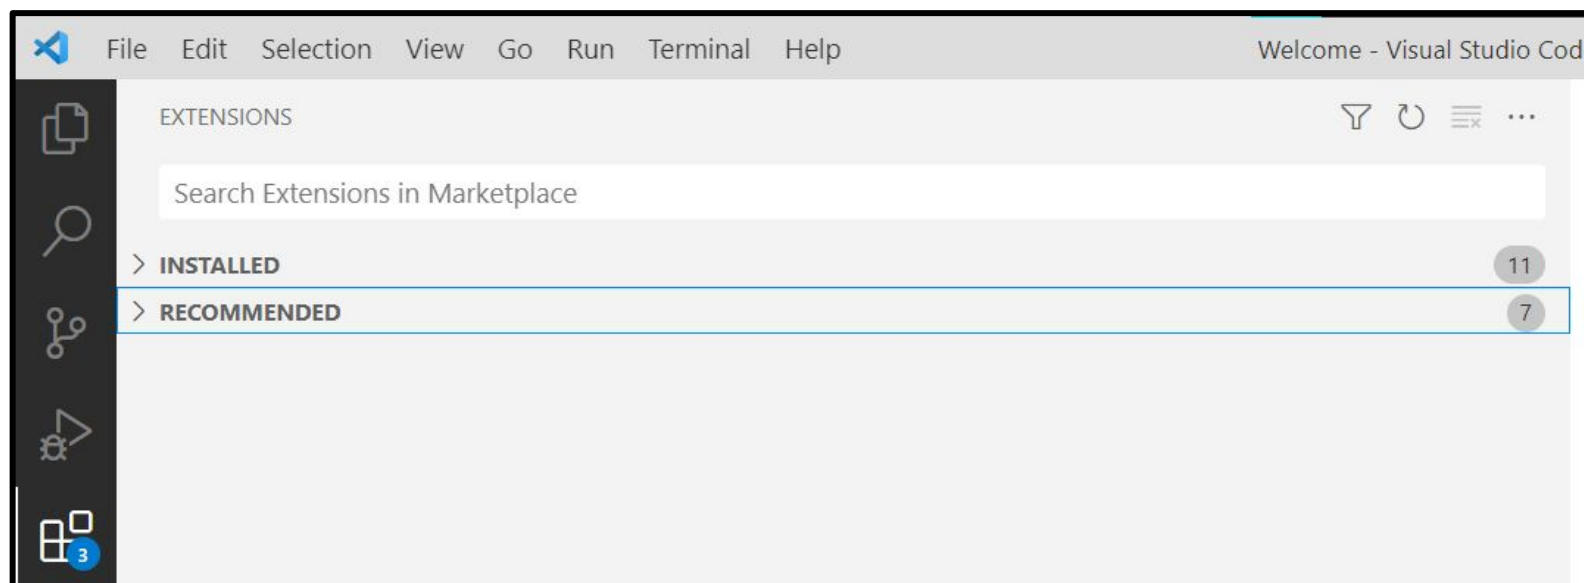 File Edit Selection View Go Run Terminal Help Welcome - Visual Studio Cod
EXTENSIONS
Search Extensions in Marketplace
INSTALLED 11
RECOMMENDED 7
3